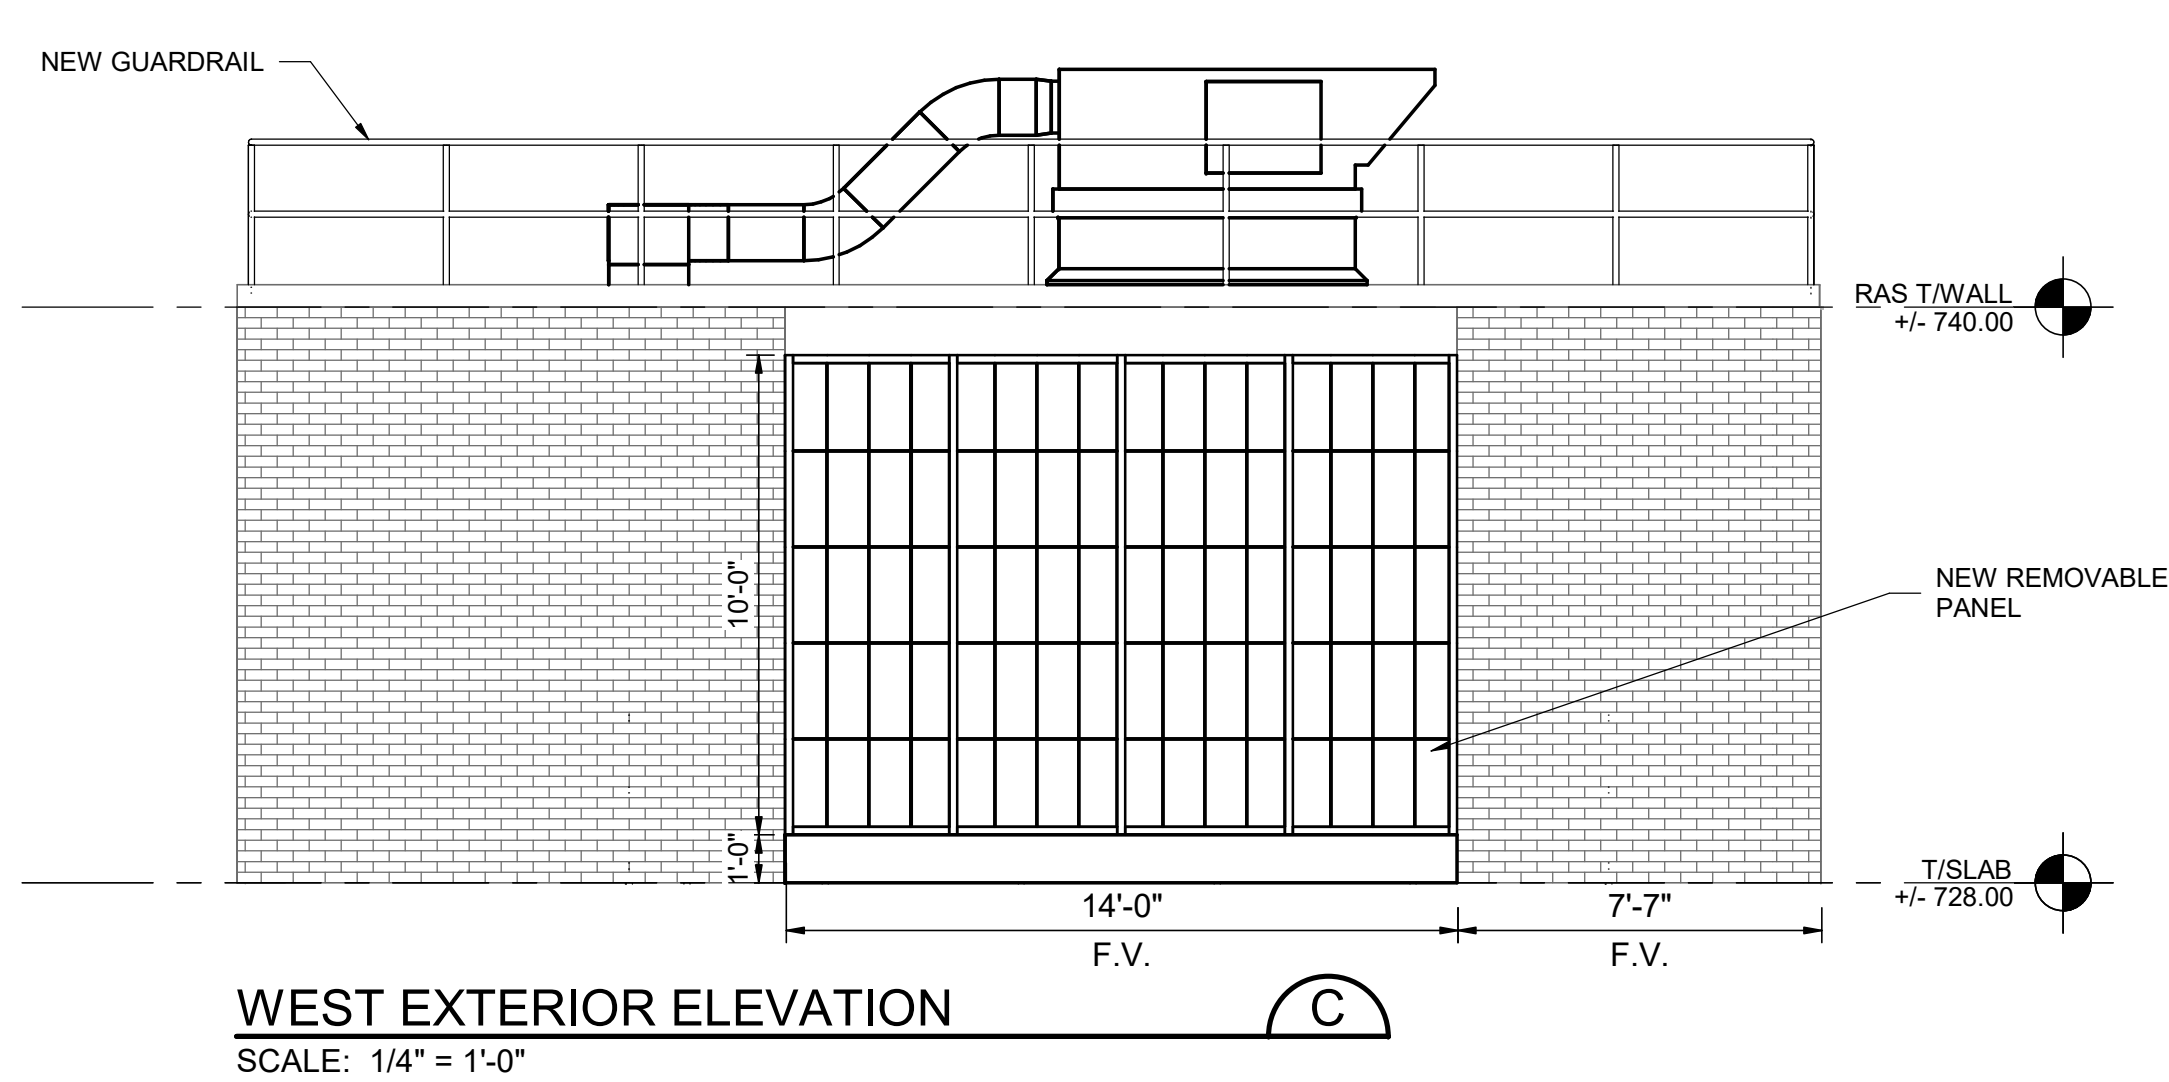 NEW GUARDRAIL
RAS T/WALL
+/- 740.00
10'-0"
NEW REMOVABLE
PANEL
1'-0"
T/SLAB
+/- 728.00
14'-0"
7'-7"
F.V.
F.V.
WEST EXTERIOR ELEVATION
C
SCALE: 1/4" = 1'-0"